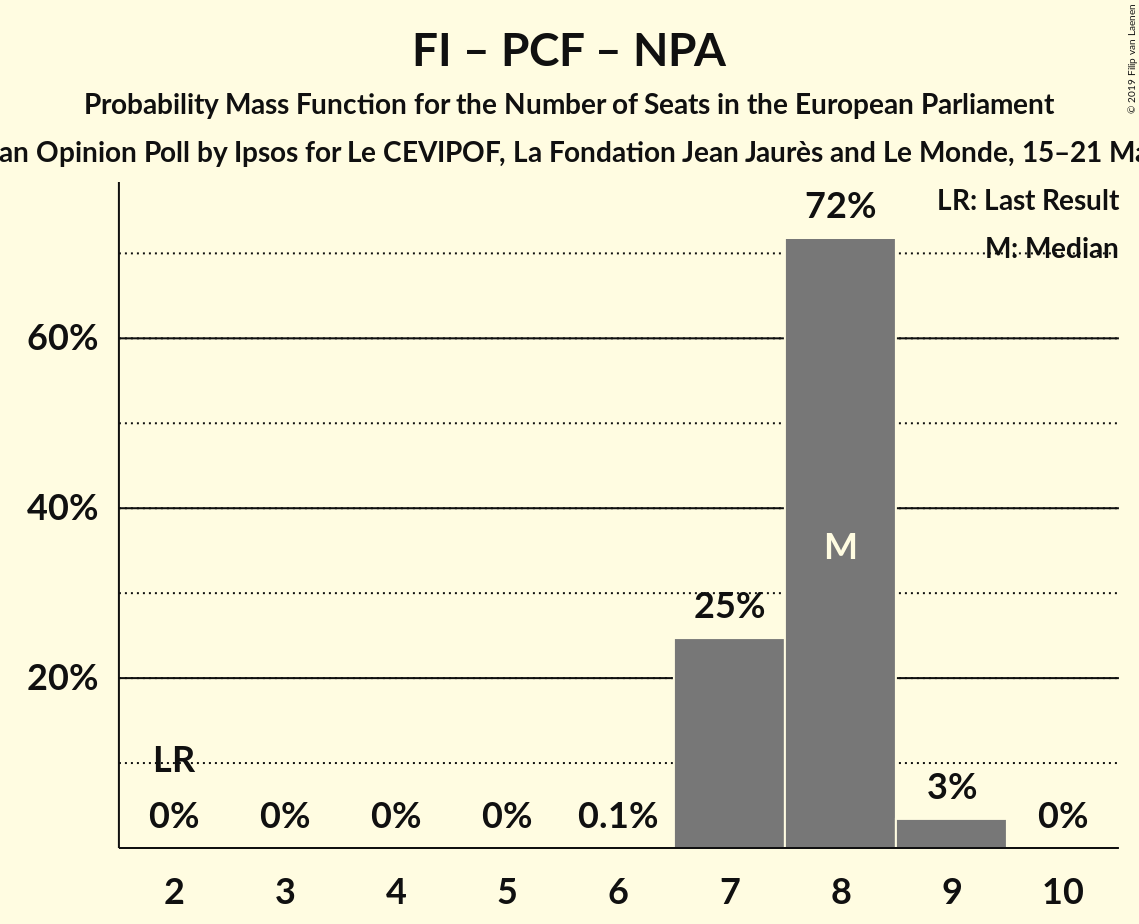 FI – PCF – NPA
Probability Mass Function for the Number of Seats in the European Parliament
an Opinion Poll by Ipsos for Le CEVIPOF, La Fondation Jean Jaurès and Le Monde, 15–21 Ma
© 2019 Filip van Laenen
LR: Last Result
M: Median
72%
60%
40%
M
25%
20%
LR
3%
0% 0% 0% 0% 0.1% 0%
2 3 4 5 6 7 8 9 10